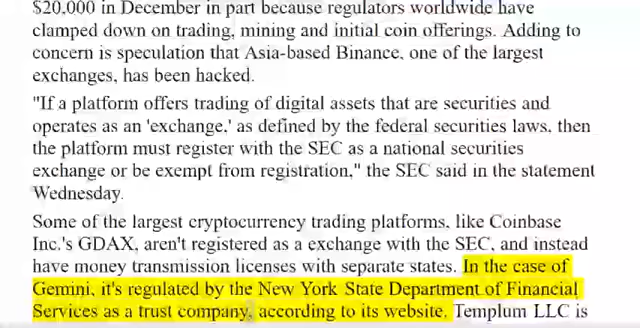 $20,000 in December in part because regulators worldwide have
clamped down on trading, mining and initial coin offerings. Adding to
concern is speculation that Asia-based Binance, one of the largest
exchanges, has been hacked.
"If a platform offers trading of digital assets that are securities and
operates as an 'exchange,' as defined by the federal securities laws, then
the platform must register with the SEC as a national securities
exchange or be exempt from registration," the SEC said in the statement
Wednesday.
Some of the largest cryptocurrency trading platforms, like Coinbase
Inc.'s GDAX, aren't registered as a exchange with the SEC, and instead
have money transmission licenses with separate states. In the case of
Gemini, it's regulated by the New York State Department of Financial
Services as a trust company, according to its website. Templum LLC is